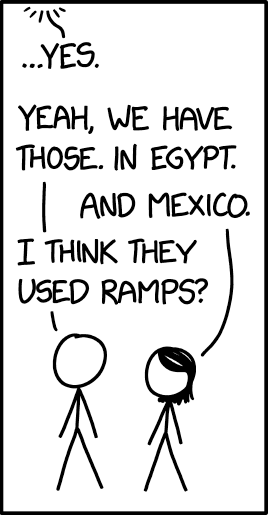 ...YES.
YEAH, WE HAVE
THOSE. IN EGYPT.
AND MEXICO.
I THINK THEY
USED RAMPS?